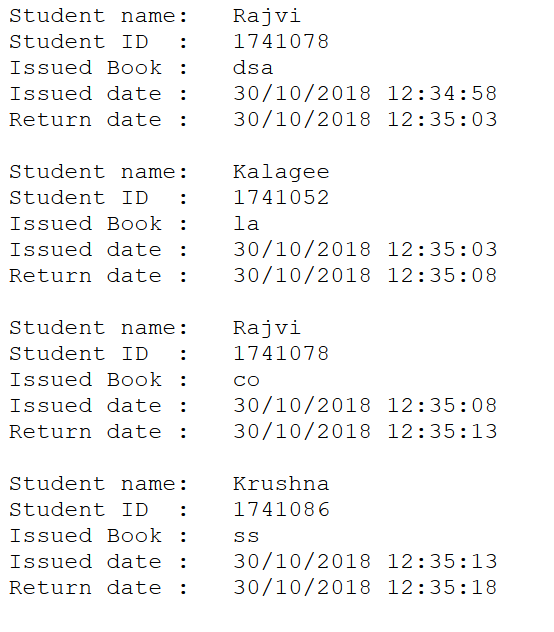 Student name:   Rajvi
Student ID  :   1741078
Issued Book :   dsa
Issued date :   30/10/2018 12:34:58
Return date :   30/10/2018 12:35:03

Student name:   Kalagee
Student ID  :   1741052
Issued Book :   la
Issued date :   30/10/2018 12:35:03
Return date :   30/10/2018 12:35:08

Student name:   Rajvi
Student ID  :   1741078
Issued Book :   co
Issued date :   30/10/2018 12:35:08
Return date :   30/10/2018 12:35:13

Student name:   Krushna
Student ID  :   1741086
Issued Book :   ss
Issued date :   30/10/2018 12:35:13
Return date :   30/10/2018 12:35:18